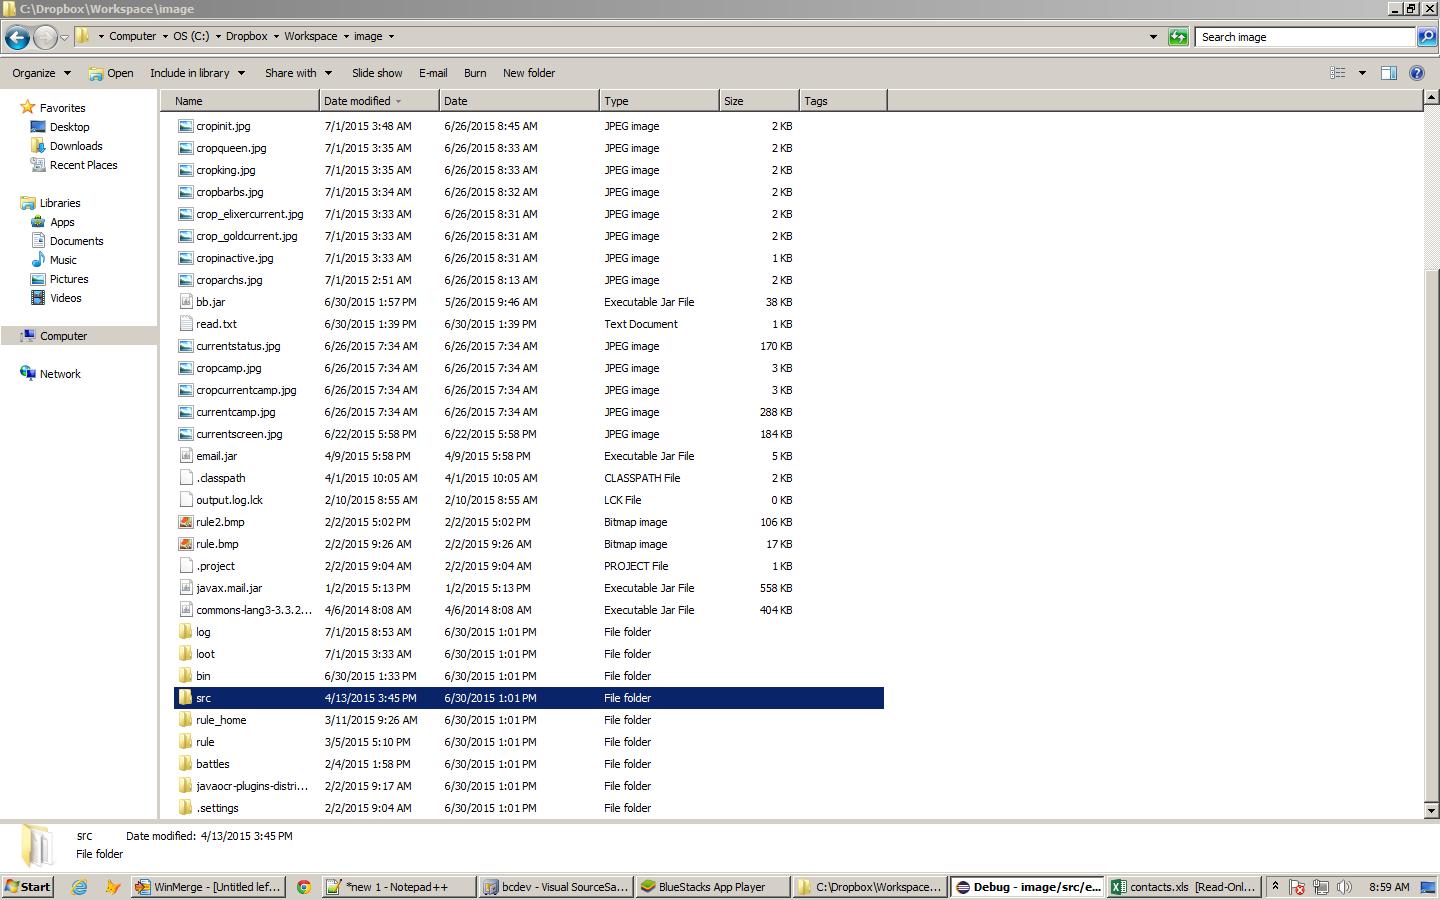 C:\Dropbox\Workspace\image
Computer OS (C:) Dropbox Workspace image Search image
Organize Open Include in library Share with Slide show E-mail Burn New folder
Name Date modified Date Type Size Tags
Favorites
Desktop
Downloads
Recent Places
Libraries
Apps
Documents
Music
Pictures
Videos
Computer
Network
cropinit.jpg 7/1/2015 3:48 AM 6/26/2015 8:45 AM JPEG image 2 KB
cropqueen.jpg 7/1/2015 3:35 AM 6/26/2015 8:33 AM JPEG image 2 KB
cropking.jpg 7/1/2015 3:35 AM 6/26/2015 8:33 AM JPEG image 2 KB
cropbarbs.jpg 7/1/2015 3:34 AM 6/26/2015 8:32 AM JPEG image 2 KB
crop_elixercurrent.jpg 7/1/2015 3:33 AM 6/26/2015 8:31 AM JPEG image 2 KB
crop_goldcurrent.jpg 7/1/2015 3:33 AM 6/26/2015 8:31 AM JPEG image 2 KB
cropinactive.jpg 7/1/2015 3:33 AM 6/26/2015 8:31 AM JPEG image 1 KB
croparchs.jpg 7/1/2015 2:51 AM 6/26/2015 8:13 AM JPEG image 2 KB
bb.jar 6/30/2015 1:57 PM 5/26/2015 9:46 AM Executable Jar File 38 KB
read.txt 6/30/2015 1:39 PM 6/30/2015 1:39 PM Text Document 1 KB
currentstatus.jpg 6/26/2015 7:34 AM 6/26/2015 7:34 AM JPEG image 170 KB
cropcamp.jpg 6/26/2015 7:34 AM 6/26/2015 7:34 AM JPEG image 3 KB
cropcurrentcamp.jpg 6/26/2015 7:34 AM 6/26/2015 7:34 AM JPEG image 3 KB
currentcamp.jpg 6/26/2015 7:34 AM 6/26/2015 7:34 AM JPEG image 288 KB
currentscreen.jpg 6/22/2015 5:58 PM 6/22/2015 5:58 PM JPEG image 184 KB
email.jar 4/9/2015 5:58 PM 4/9/2015 5:58 PM Executable Jar File 5 KB
.classpath 4/1/2015 10:05 AM 4/1/2015 10:05 AM CLASSPATH File 2 KB
output.log.lck 2/10/2015 8:55 AM 2/10/2015 8:55 AM LCK File 0 KB
rule2.bmp 2/2/2015 5:02 PM 2/2/2015 5:02 PM Bitmap image 106 KB
rule.bmp 2/2/2015 9:26 AM 2/2/2015 9:26 AM Bitmap image 17 KB
.project 2/2/2015 9:04 AM 2/2/2015 9:04 AM PROJECT File 1 KB
javax.mail.jar 1/2/2015 5:13 PM 1/2/2015 5:13 PM Executable Jar File 558 KB
commons-lang3-3.3.2... 4/6/2014 8:08 AM 4/6/2014 8:08 AM Executable Jar File 404 KB
log 7/1/2015 8:53 AM 6/30/2015 1:01 PM File folder
loot 7/1/2015 3:33 AM 6/30/2015 1:01 PM File folder
bin 6/30/2015 1:33 PM 6/30/2015 1:01 PM File folder
src 4/13/2015 3:45 PM 6/30/2015 1:01 PM File folder
rule_home 3/11/2015 9:26 AM 6/30/2015 1:01 PM File folder
rule 3/5/2015 5:10 PM 6/30/2015 1:01 PM File folder
battles 2/4/2015 1:58 PM 6/30/2015 1:01 PM File folder
javaocr-plugins-distri... 2/2/2015 9:17 AM 6/30/2015 1:01 PM File folder
.settings 2/2/2015 9:04 AM 6/30/2015 1:01 PM File folder
src Date modified: 4/13/2015 3:45 PM
File folder
Start WinMerge - [Untitled lef... *new 1 - Notepad++ bcdev - Visual SourceSa... BlueStacks App Player C:\Dropbox\Workspace... Debug - image/src/e... contacts.xls [Read-Onl... 8:59 AM